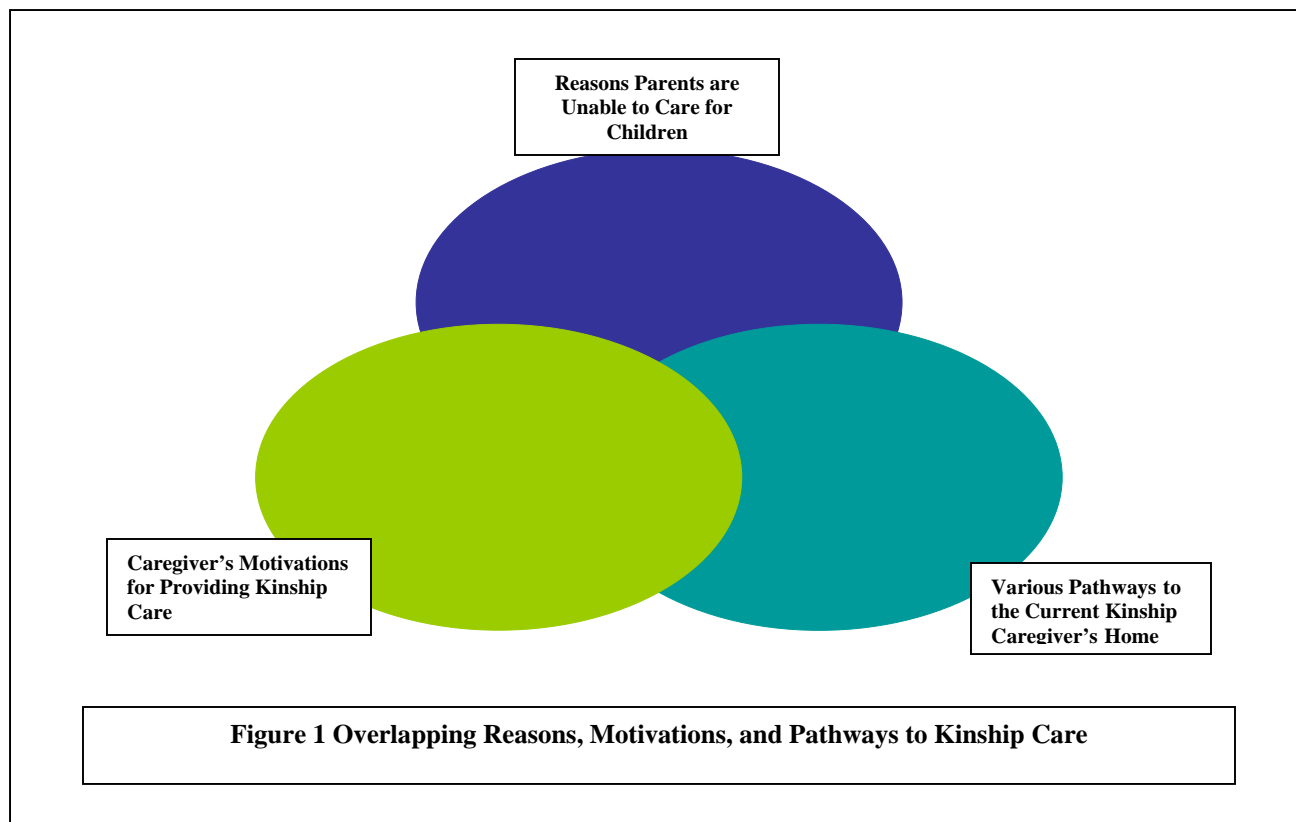 Reasons Parents are
Unable to Care for
Children
Caregiver’s Motivations
for Providing Kinship
Care
Various Pathways to
the Current Kinship
Caregiver’s Home
Figure 1 Overlapping Reasons, Motivations, and Pathways to Kinship Care